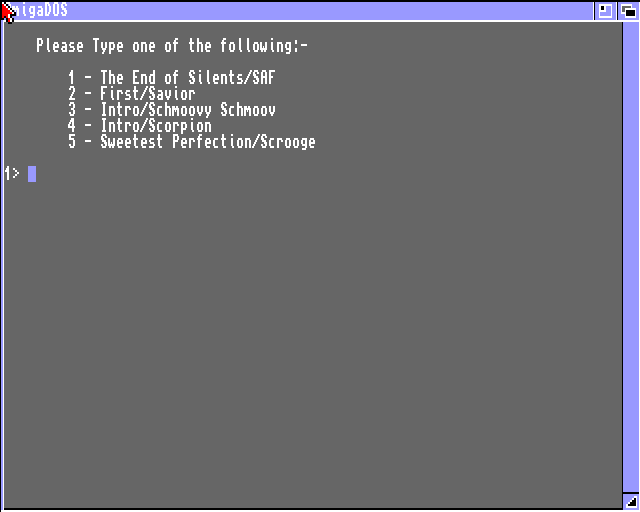 AmigaDOS
Please Type one of the following:-
1 - The End of Silents/SAF
2 - First/Savior
3 - Intro/Schmoovy Schmoov
4 - Intro/Scorpion
5 - Sweetest Perfection/Scrooge
1>